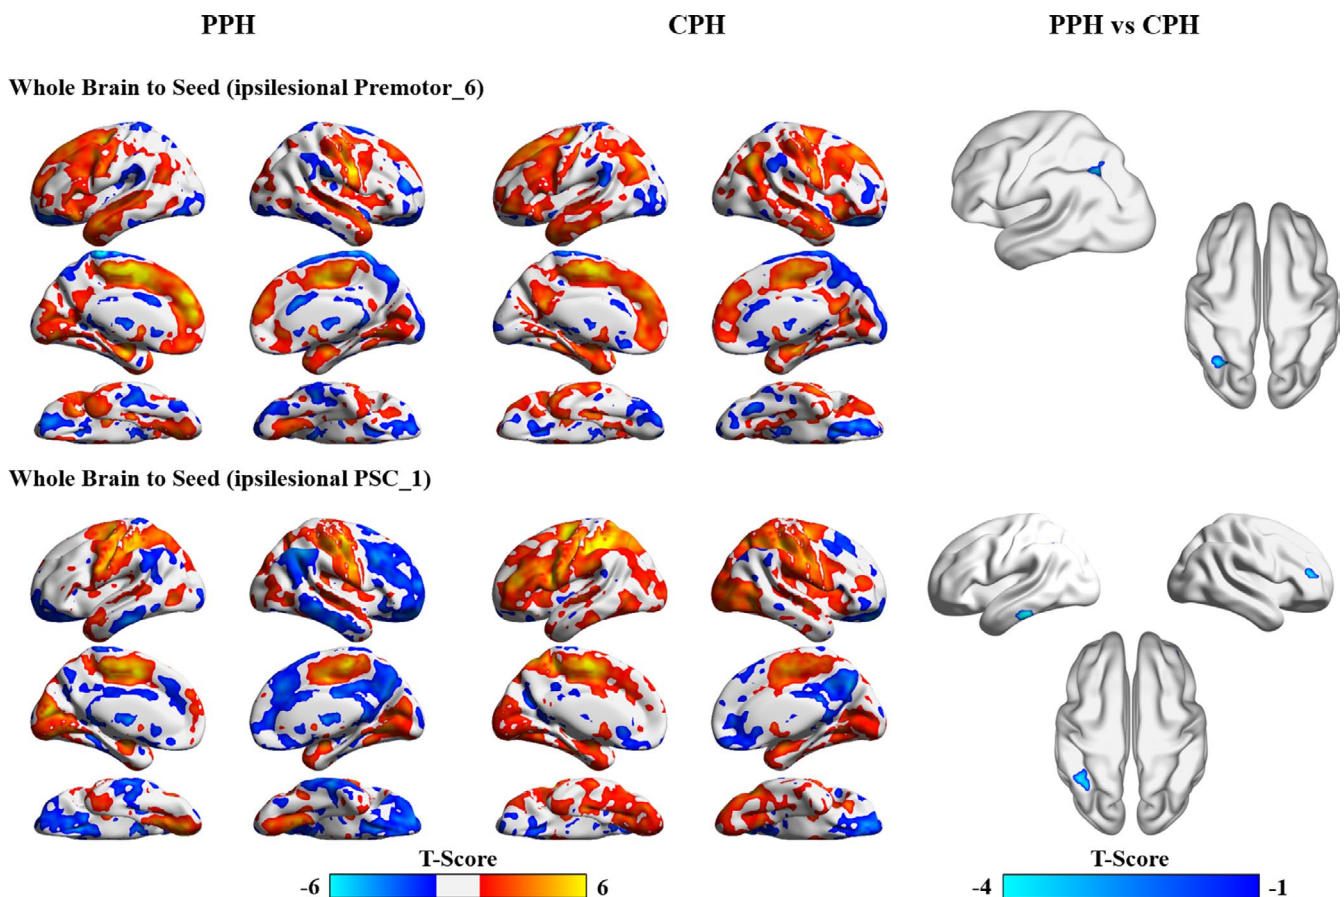 PPH CPH PPH vs CPH
Whole Brain to Seed (ipsilesional Premotor_6)
Whole Brain to Seed (ipsilesional PSC_1)
T-Score T-Score
-6 6 -4 -1